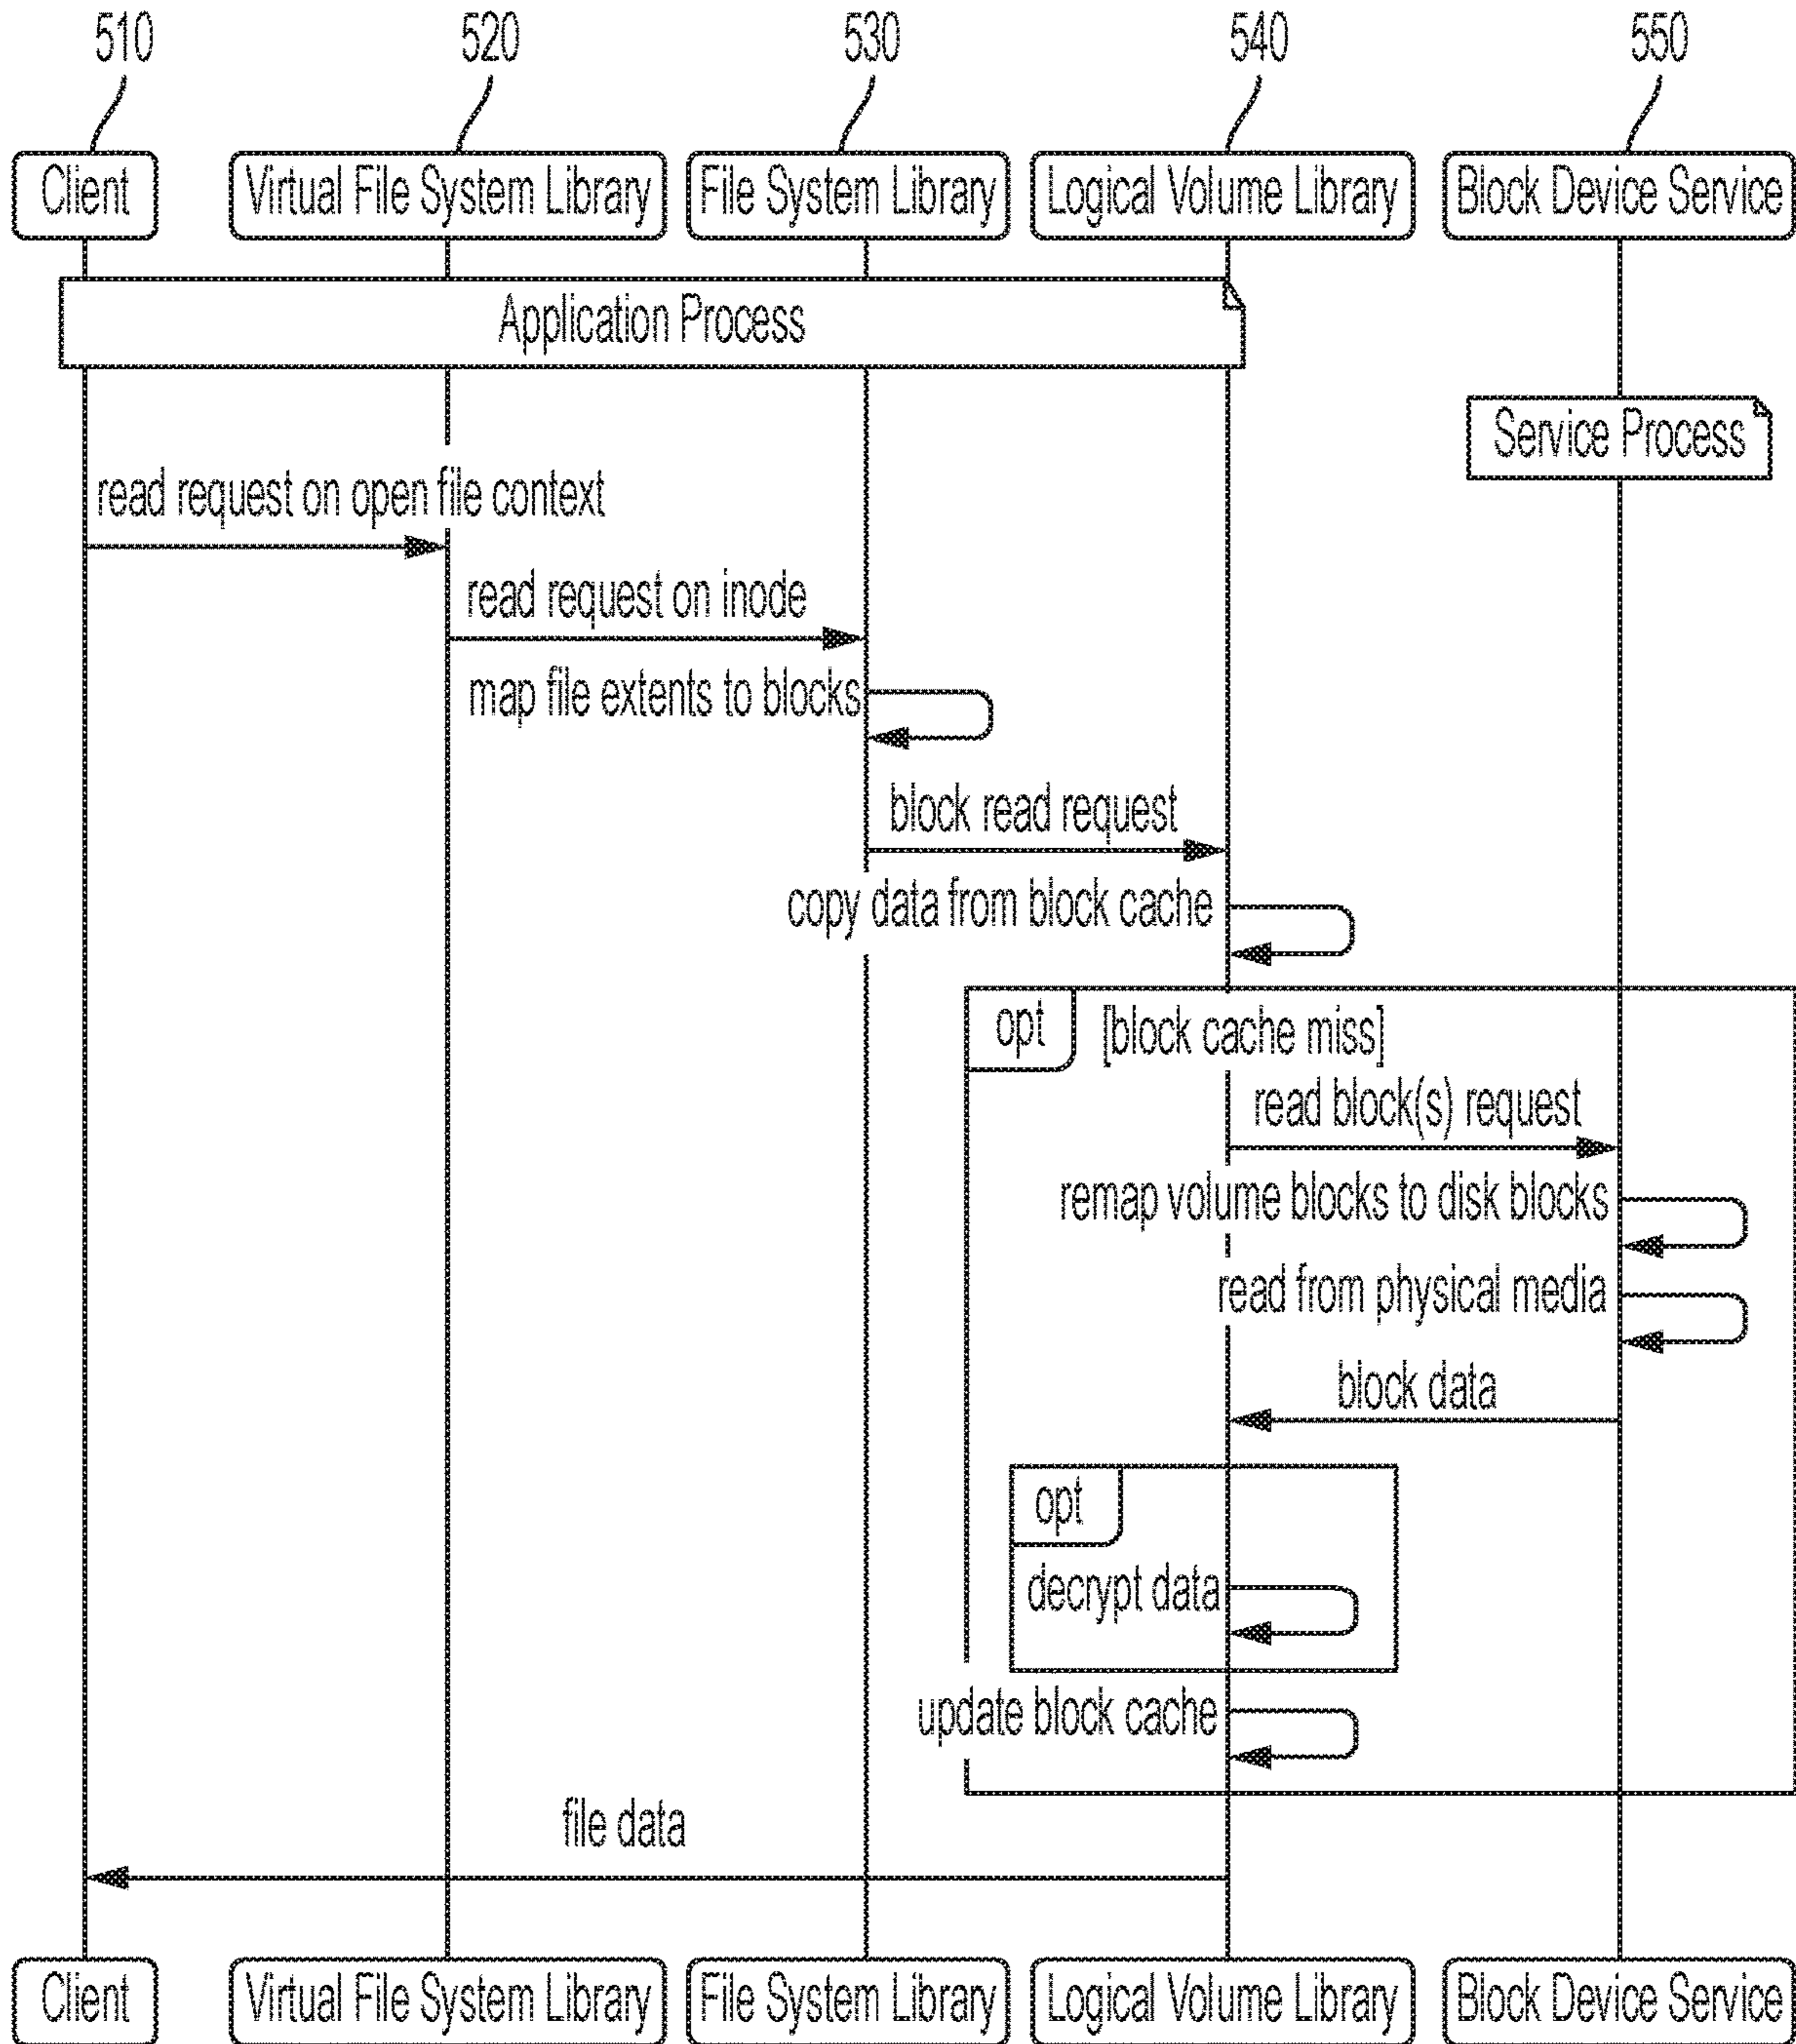 510
520
530
540
550
Client
Virtual File System Library
File System Library
Logical Volume Library
Block Device Service
Application Process
Service Process
read request on open file context
read request on inode
map file extents to blocks
block read request
copy data from block cache
opt
[block cache miss]
read block(s) request
remap volume blocks to disk blocks
read from physical media
block data
opt
decrypt data
update block cache
file data
Client
Virtual File System Library
File System Library
Logical Volume Library
Block Device Service